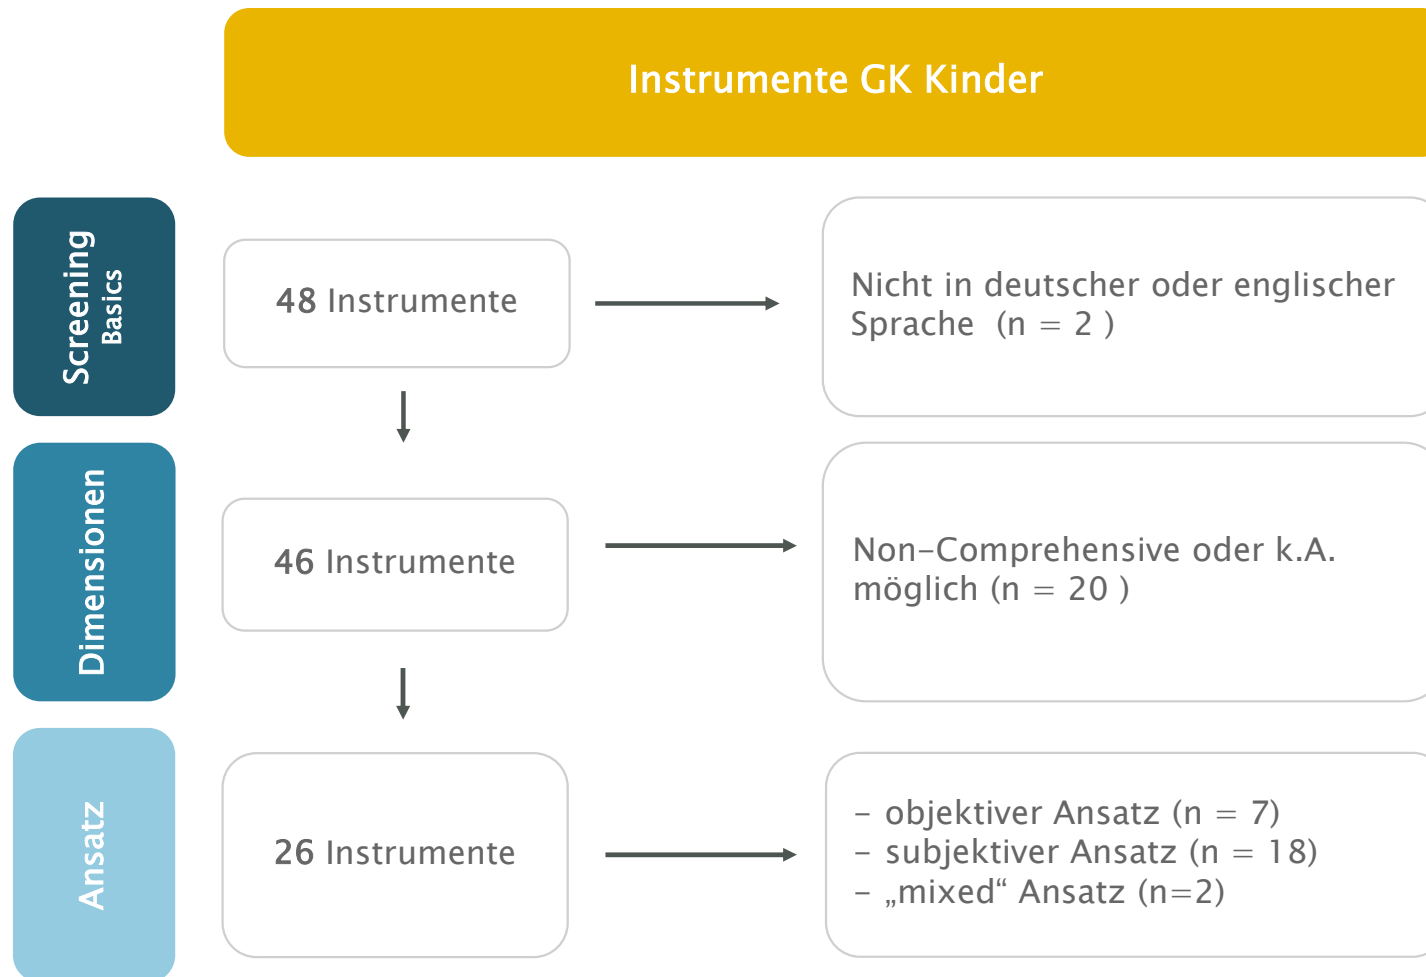 Instrumente GK Kinder
Screening
Basics
48 Instrumente
Nicht in deutscher oder englischer
Sprache (n = 2 )
Dimensionen
46 Instrumente
Non-Comprehensive oder k.A.
möglich (n = 20 )
Ansatz
26 Instrumente
- objektiver Ansatz (n = 7)
- subjektiver Ansatz (n = 18)
- „mixed“ Ansatz (n=2)